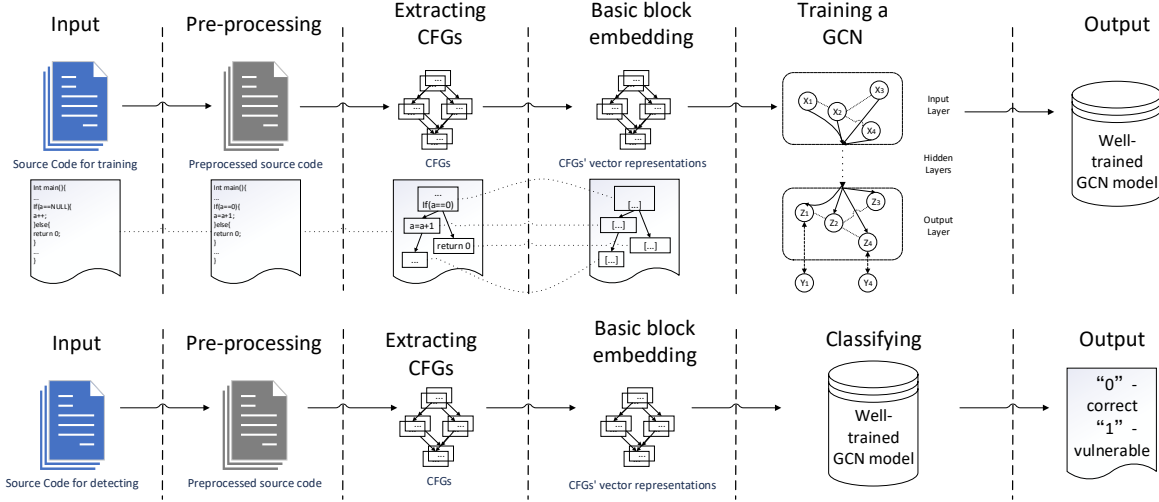 Input
Pre-processing
Extracting
CFGs
Basic block
embedding
Training a
GCN
Output
...
...
...
...
...
...
...
...
X1
X2
X3
X4
Input
Layer
Hidden
Layers
Output
Layer
Z1
Z2
Z3
Z4
Y1
Y4
Well-
trained
GCN model
Source Code for training
Preprocessed source code
CFGs
CFGs' vector representations
Int main(){
...
If(a==NULL){
a++;
}else{
return 0;
}
...
}
Int main(){
...
if(a==0){
a=a+1;
}else{
return 0;
}
...
}
...
If(a==0)
a=a+1
return 0
...
[...]
[...]
[...]
[...]
Input
Pre-processing
Extracting
CFGs
Basic block
embedding
Classifying
Output
...
...
...
...
...
...
...
...
Well-
trained
GCN model
“0” -
correct
“1” -
vulnerable
Source Code for detecting
Preprocessed source code
CFGs
CFGs' vector representations